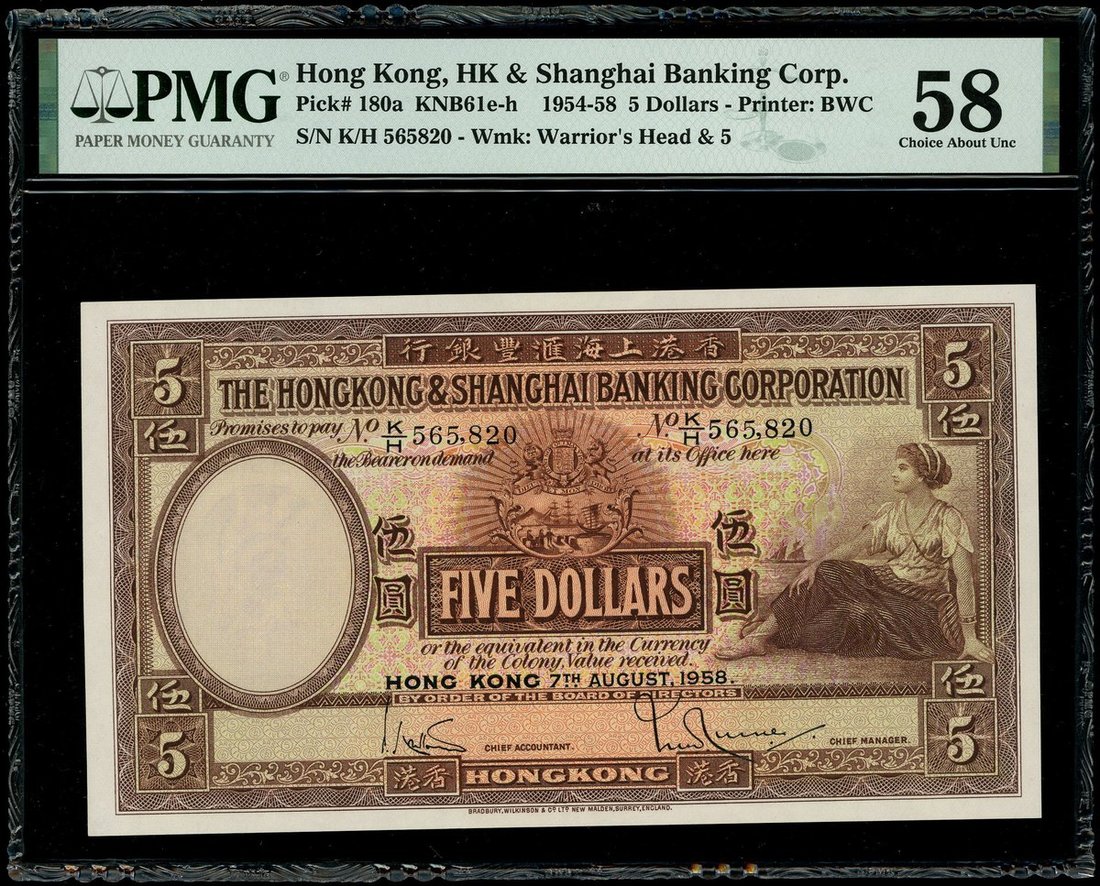 PMG®
PAPER MONEY GUARANTY
Hong Kong, HK & Shanghai Banking Corp.
Pick# 180a KNB61e-h 1954-58 5 Dollars - Printer: BWC
S/N K/H 565820 - Wmk: Warrior's Head & 5
58
Choice About Unc
行銀豐滙海上港香
5 5
THE HONGKONG & SHANGHAI BANKING CORPORATION
伍 伍
Promises to pay No K/H 565,820 No K/H 565,820
the Bearer on demand at its Office here
伍圓 伍圓
FIVE DOLLARS
or the equivalent in the Currency
of the Colony, Value received.
HONG KONG 7TH AUGUST, 1958.
伍 伍
BY ORDER OF THE BOARD OF DIRECTORS
5 5
CHIEF ACCOUNTANT. CHIEF MANAGER.
港香 HONGKONG 港香
BRADBURY, WILKINSON & Co LTD NEW MALDEN, SURREY, ENGLAND.